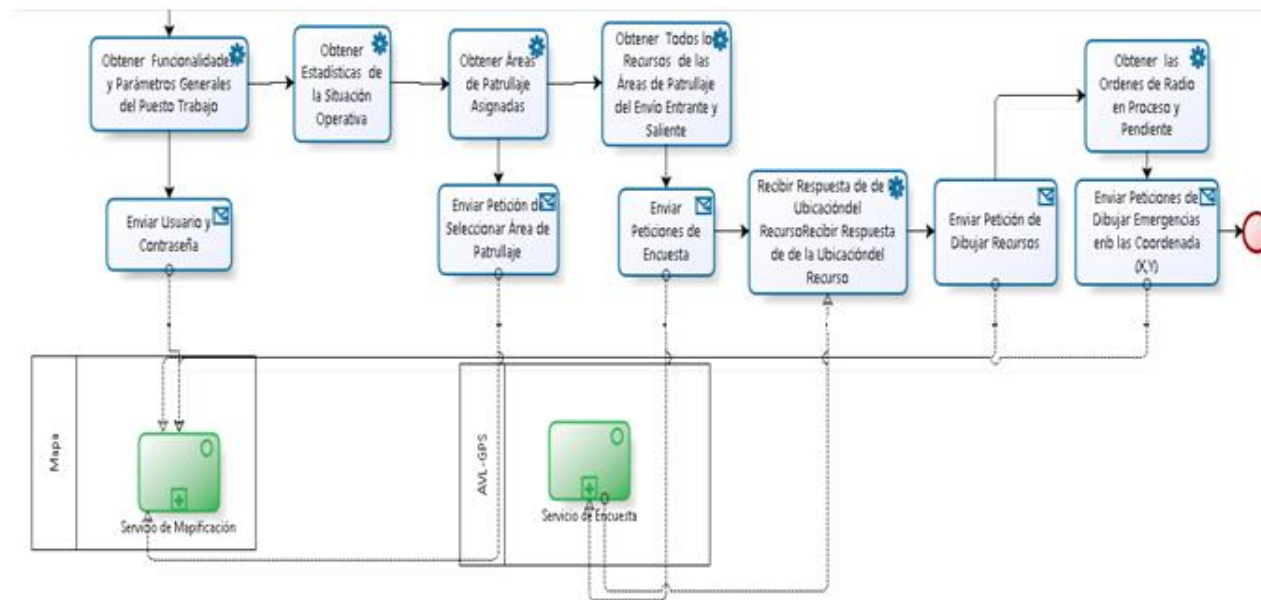 Obtener Funcionalidades
y Parámetros Generales
del Puesto Trabajo
Obtener
Estadísticas de
la Situación
Operativa
Obtener Áreas
de Patrullaje
Asignadas
Obtener Todos lo
Recursos de las
Áreas de Patrullaje
del Envío Entrante y
Saliente
Obtener las
Ordenes de Radio
en Proceso y
Pendiente
Enviar Usuario y
Contraseña
Enviar Petición de
Seleccionar Área de
Patrullaje
Enviar
Peticiones de
Encuesta
Recibir Respuesta de de
Ubicacióndel
RecursoRecibir Respuesta
de de la Ubicacióndel
Recurso
Enviar Petición de
Dibujar Recursos
Enviar Peticiones de
Dibujar Emergencias
enb las Coordenada
(X,Y)
Mapa
Servicio de Mapificación
AVL-GPS
Servicio de Encuesta